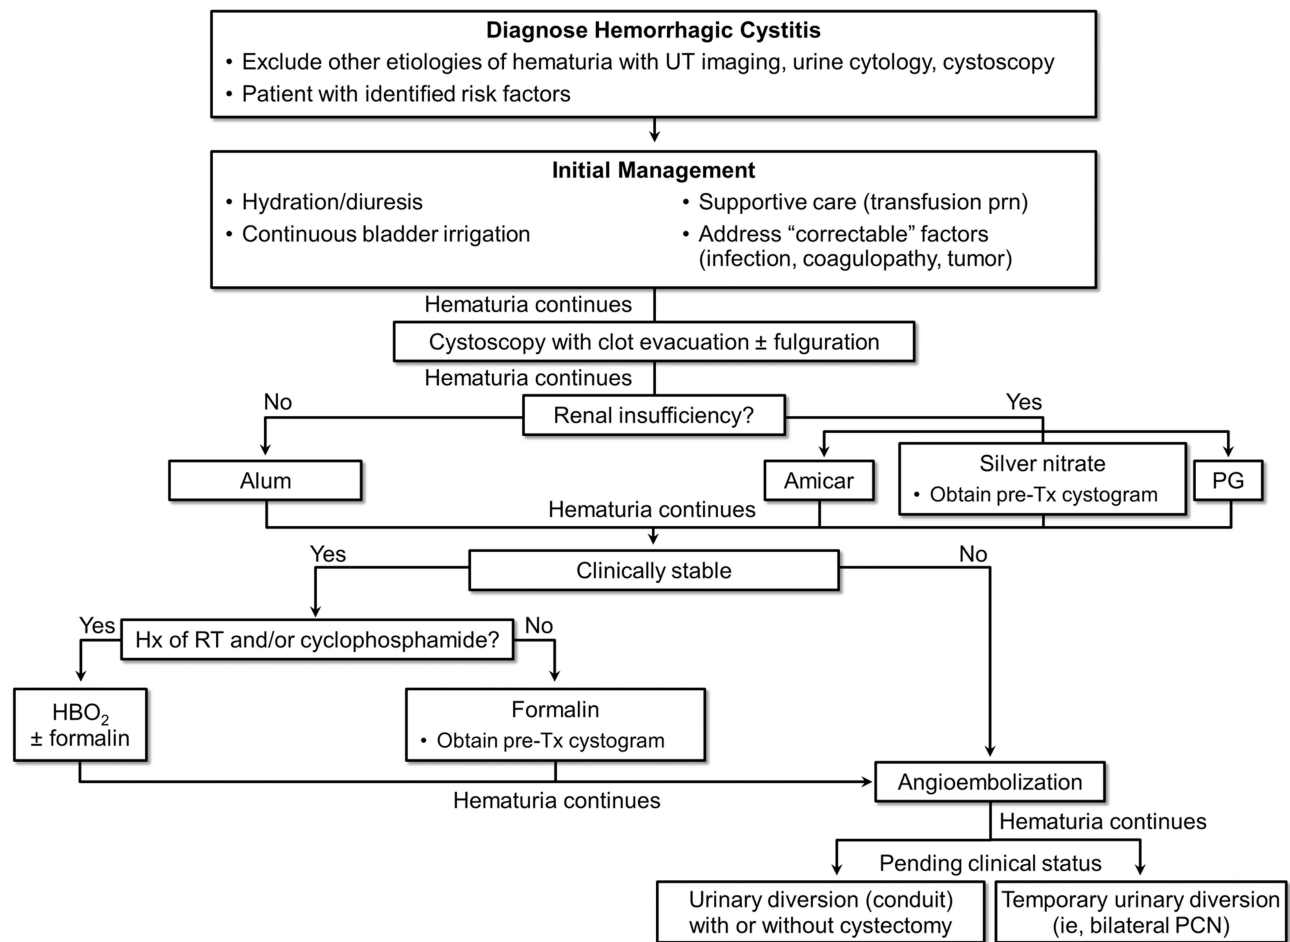 Diagnose Hemorrhagic Cystitis
• Exclude other etiologies of hematuria with UT imaging, urine cytology, cystoscopy
• Patient with identified risk factors
Initial Management
• Hydration/diuresis
• Continuous bladder irrigation
• Supportive care (transfusion prn)
• Address “correctable” factors
(infection, coagulopathy, tumor)
Hematuria continues
Cystoscopy with clot evacuation ± fulguration
Hematuria continues
No
Renal insufficiency?
Yes
Alum
Amicar
Silver nitrate
• Obtain pre-Tx cystogram
PG
Hematuria continues
Yes
Clinically stable
No
Yes
Hx of RT and/or cyclophosphamide?
No
HBO₂
± formalin
Formalin
• Obtain pre-Tx cystogram
Hematuria continues
Angioembolization
Hematuria continues
Pending clinical status
Urinary diversion (conduit)
with or without cystectomy
Temporary urinary diversion
(ie, bilateral PCN)